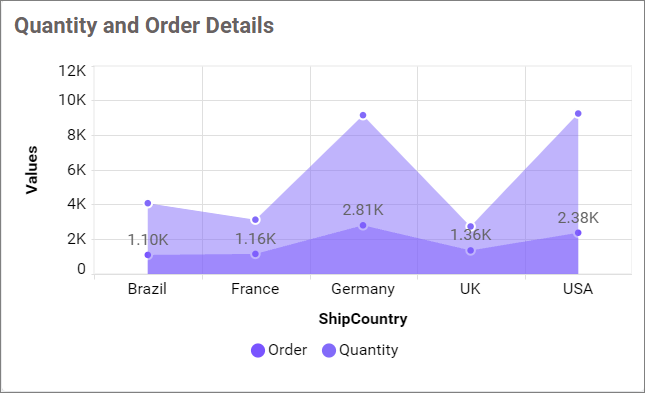 Quantity and Order Details
12K
10K
8K
6K
4K
2K
0
Values
1.10K
1.16K
2.81K
1.36K
2.38K
Brazil France Germany UK USA
ShipCountry
Order Quantity